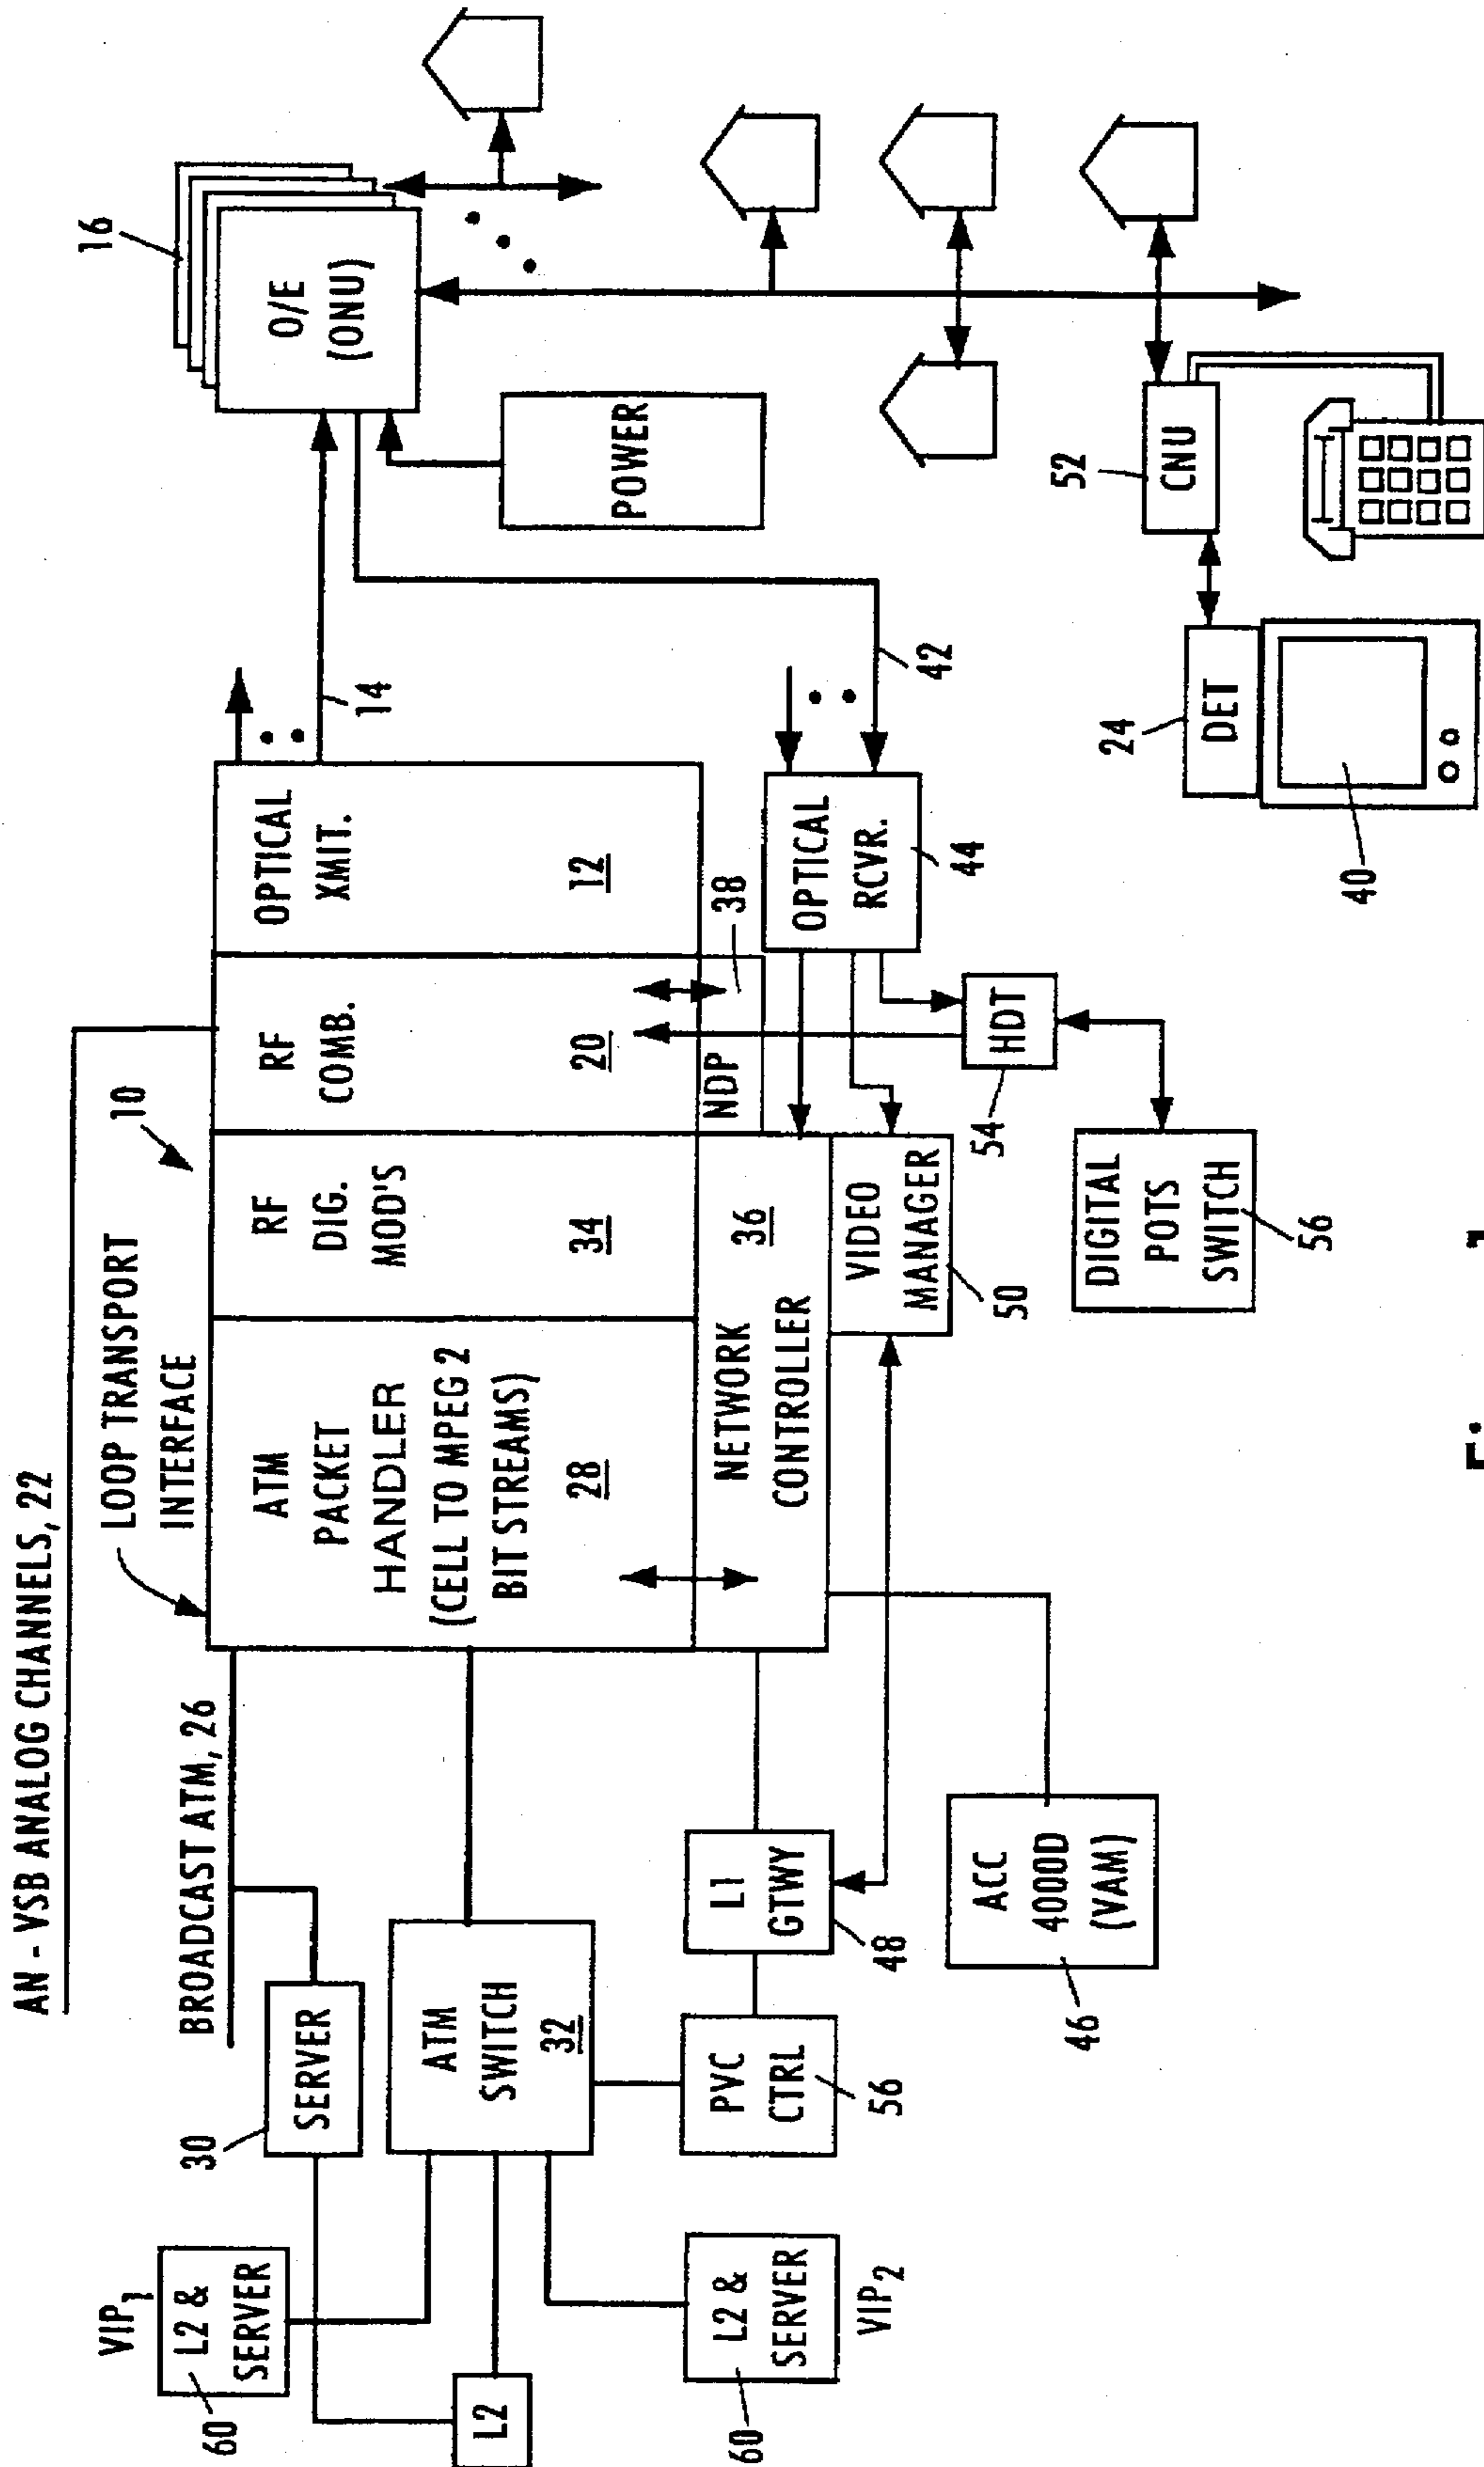 AN - VSB ANALOG CHANNELS, 22
LOOP TRANSPORT
INTERFACE
10
BROADCAST ATM, 26
VIP1
L2 &
SERVER
60
30
SERVER
L2
ATM
SWITCH
32
L2 &
SERVER
60
VIP2
PVC
CTRL
56
L1
GTWY
48
ACC
4000D
(VAM)
46
ATM
PACKET
HANDLER
(CELL TO MPEG 2
BIT STREAMS)
28
RF
DIG.
MOD'S
34
RF
COMB.
20
OPTICAL
XMIT.
12
NETWORK
CONTROLLER
36
NDP
38
VIDEO
MANAGER
50
OPTICAL
RCVR.
44
HDT
54
DIGITAL
POTS
SWITCH
56
14
42
16
O/E
(ONU)
POWER
52
CNU
24
DET
40